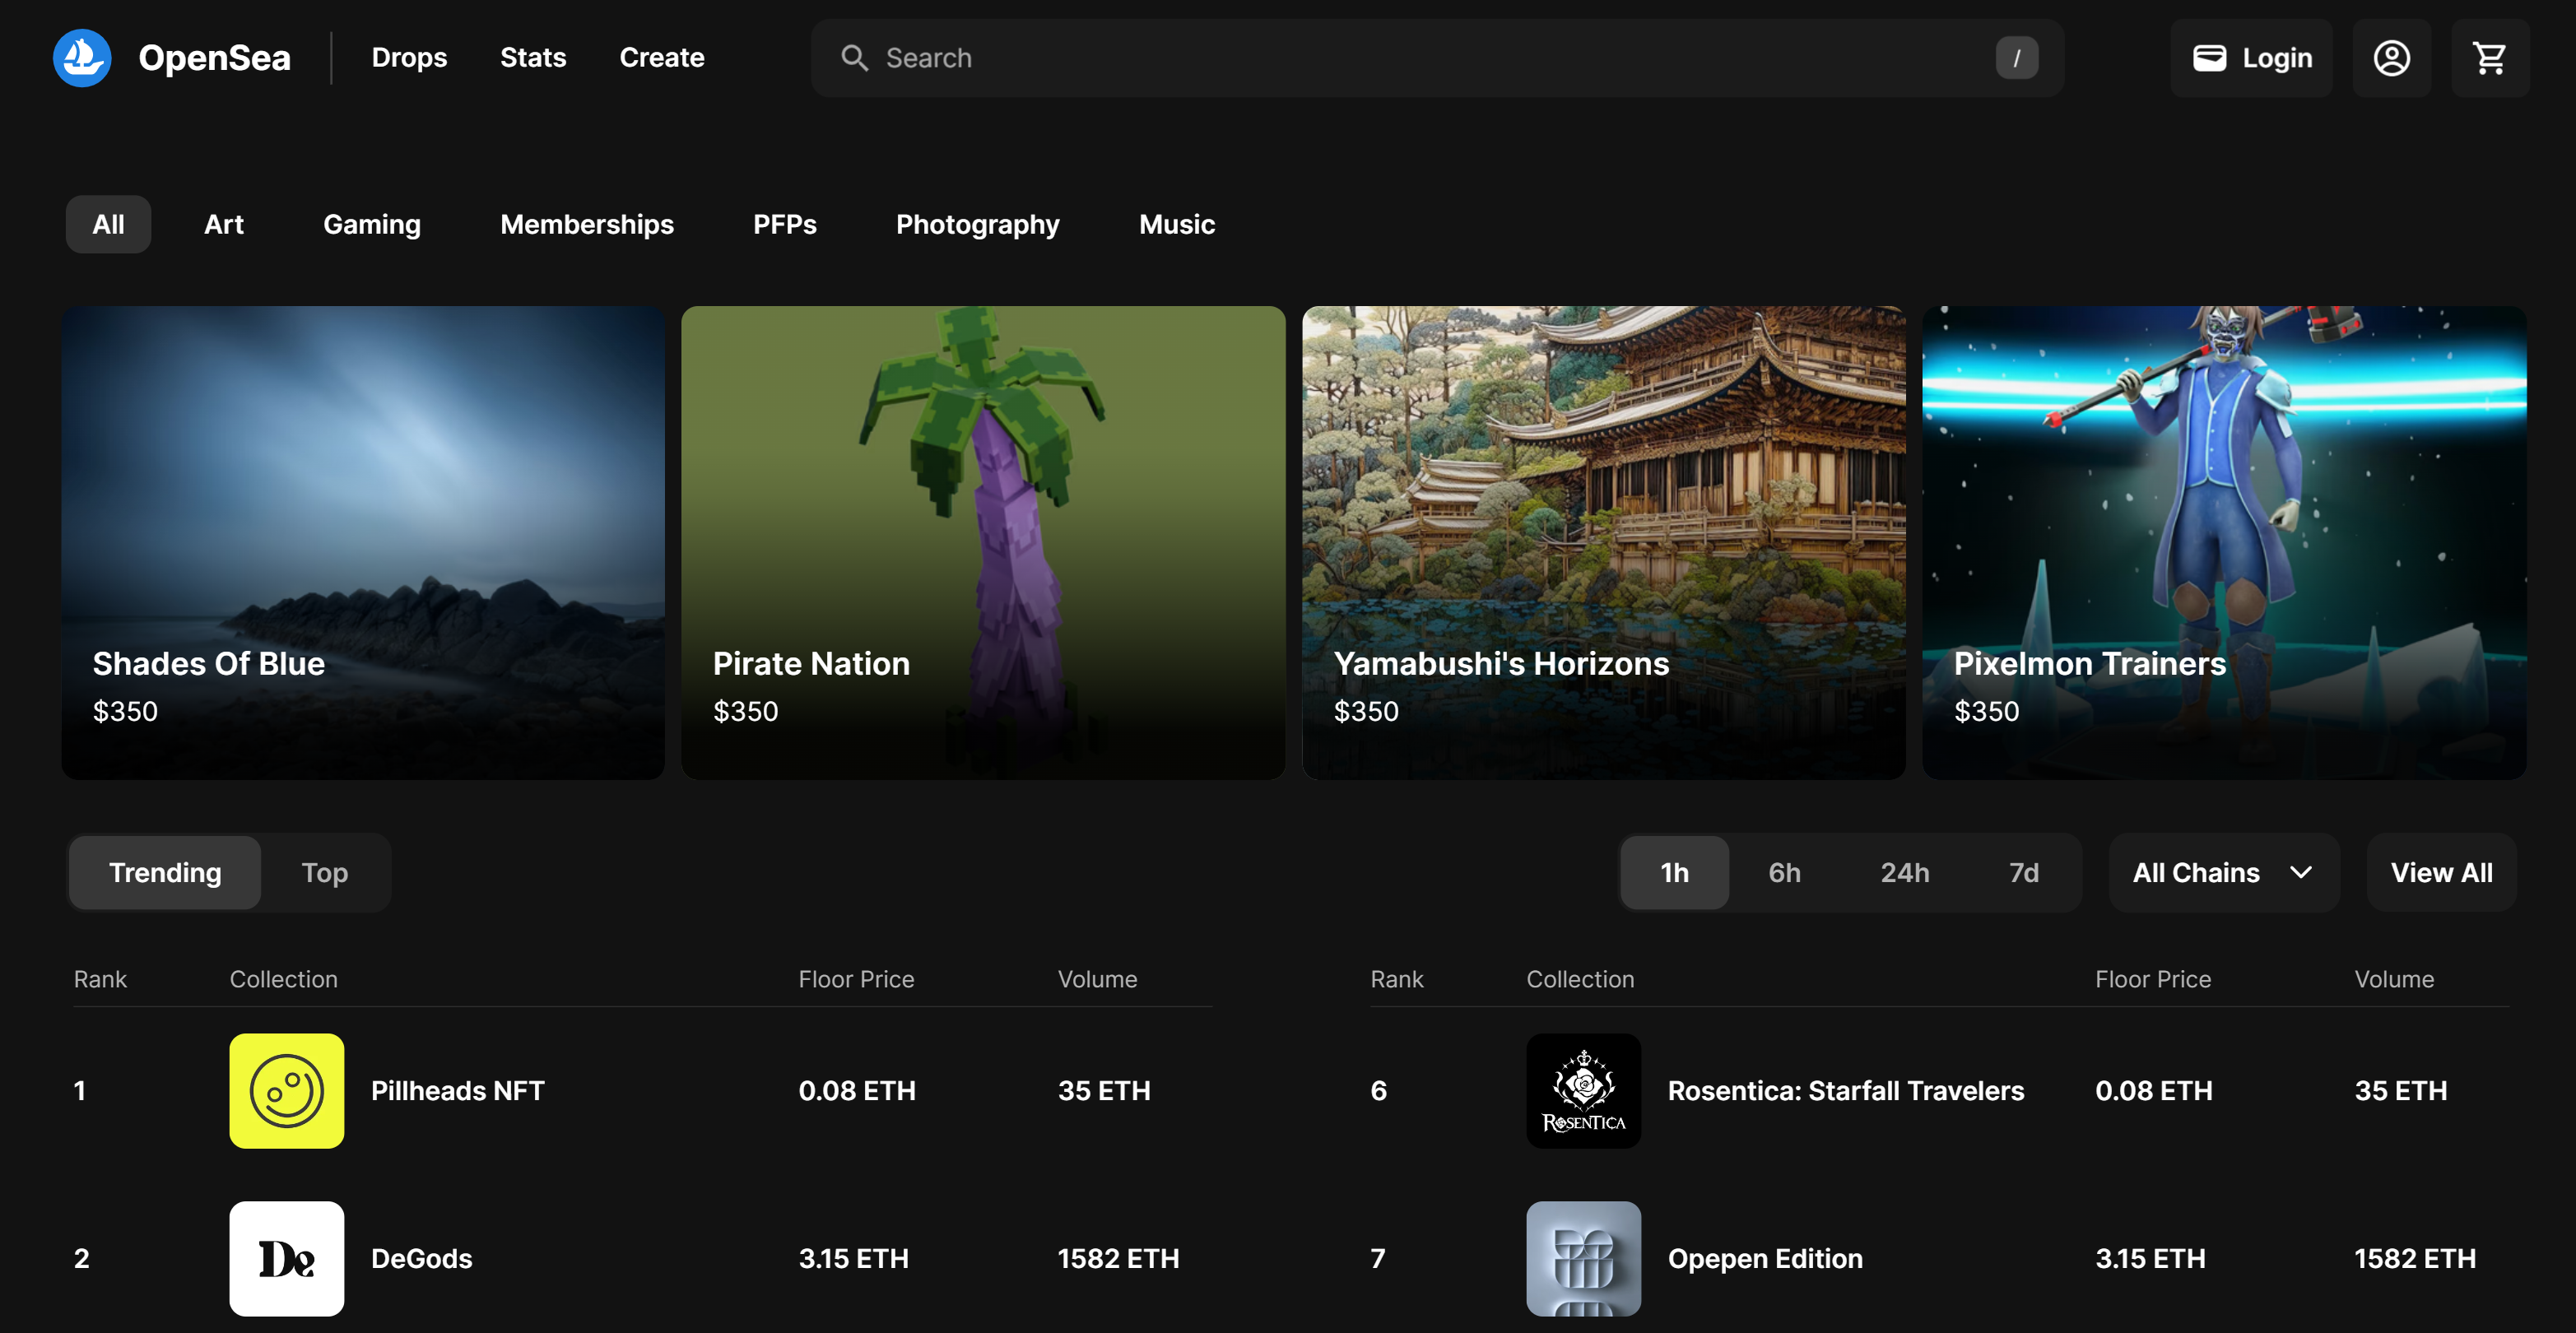 OpenSea
Drops Stats Create
Search
/
Login
All Art Gaming Memberships PFPs Photography Music
Shades Of Blue
$350
Pirate Nation
$350
Yamabushi's Horizons
$350
Pixelmon Trainers
$350
Trending Top
1h 6h 24h 7d
All Chains
View All
Rank Collection Floor Price Volume
1 Pillheads NFT 0.08 ETH 35 ETH
De
2 DeGods 3.15 ETH 1582 ETH
Rank Collection Floor Price Volume
ROSENTICA
6 Rosentica: Starfall Travelers 0.08 ETH 35 ETH
7 Opepen Edition 3.15 ETH 1582 ETH